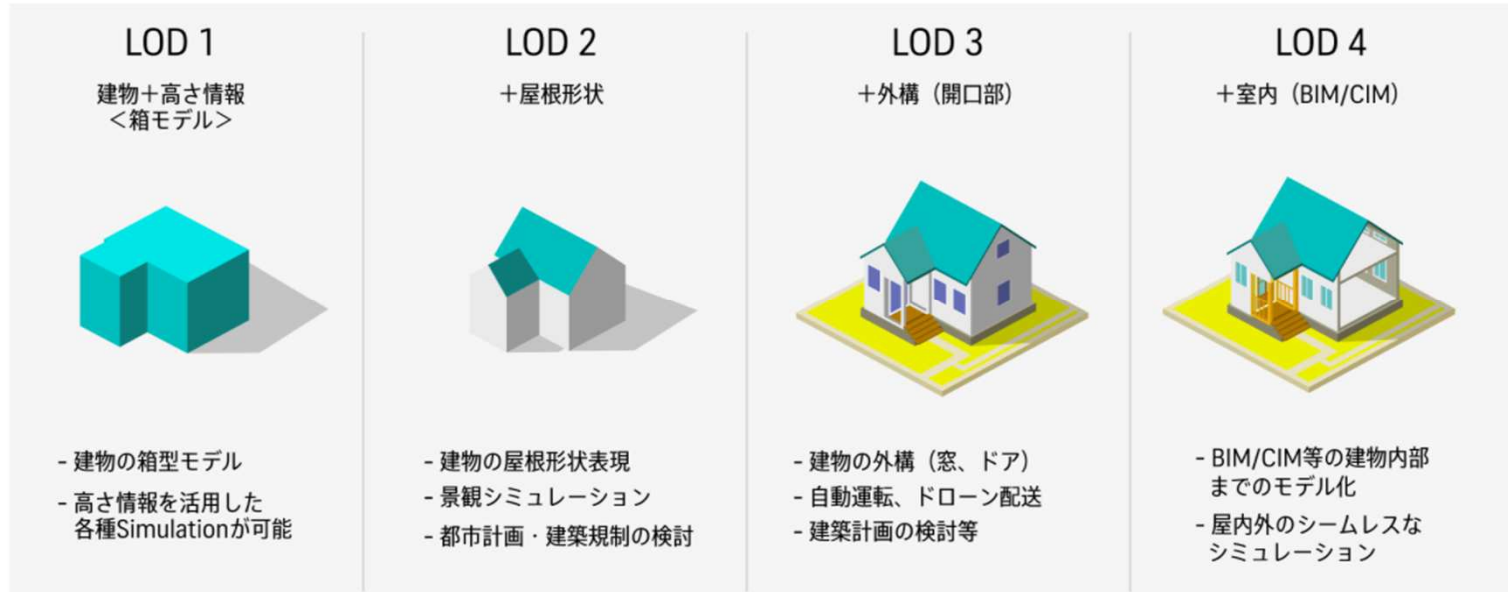 LOD 1
建物＋高さ情報
＜箱モデル＞
- 建物の箱型モデル
- 高さ情報を活用した
各種Simulationが可能
LOD 2
＋屋根形状
- 建物の屋根形状表現
- 景観シミュレーション
- 都市計画・建築規制の検討
LOD 3
＋外構（開口部）
- 建物の外構（窓、ドア）
- 自動運転、ドローン配送
- 建築計画の検討等
LOD 4
＋室内（BIM/CIM）
- BIM/CIM等の建物内部
までのモデル化
- 屋内外のシームレスな
シミュレーション